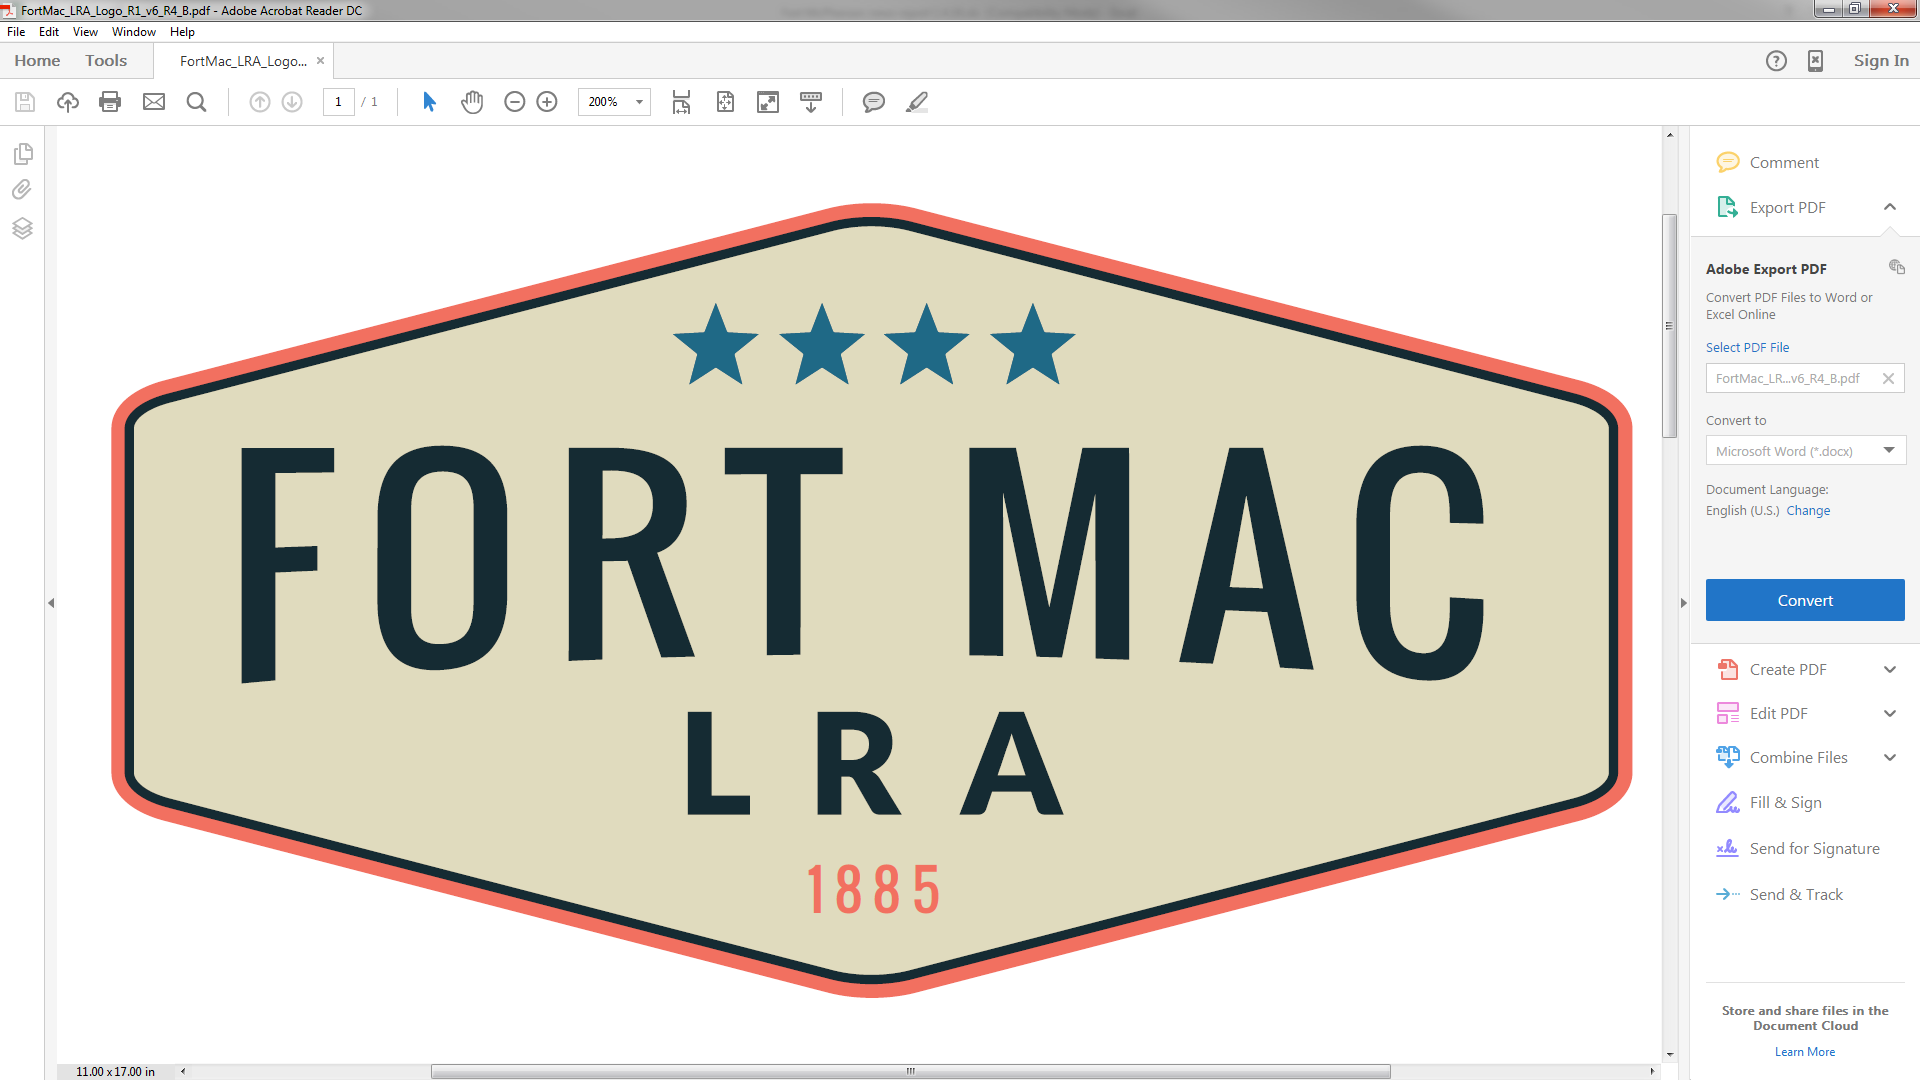 FortMac_LRA_Logo_R1_v6_R4_B.pdf - Adobe Acrobat Reader DC
File Edit View Window Help
Home Tools FortMac_LRA_Logo... × Sign In
1 / 1 200%
FORT MAC
LRA
1885
11.00 x 17.00 in
Comment
Export PDF
Adobe Export PDF
Convert PDF Files to Word or
Excel Online
Select PDF File
FortMac_LR...v6_R4_B.pdf
Convert to
Microsoft Word (*.docx)
Document Language:
English (U.S.) Change
Convert
Create PDF
Edit PDF
Combine Files
Fill & Sign
Send for Signature
Send & Track
Store and share files in the
Document Cloud
Learn More